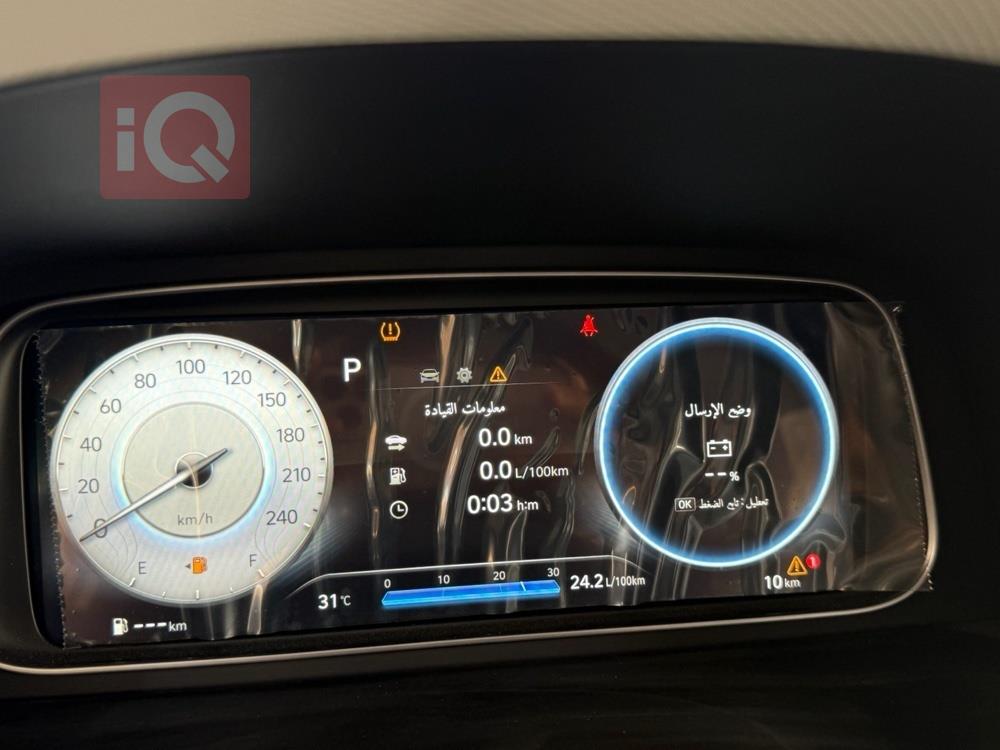 iQ
P
0
20
40
60
80
100
120
150
180
210
240
km/h
E
F
--- km
معلومات القيادة
0.0 km
0.0 L/100km
0:03 h:m
31 °C
0 10 20 30
24.2 L/100km
وضع الإرسال
-- %
تعطيل : تابع الضغط OK
1
10 km